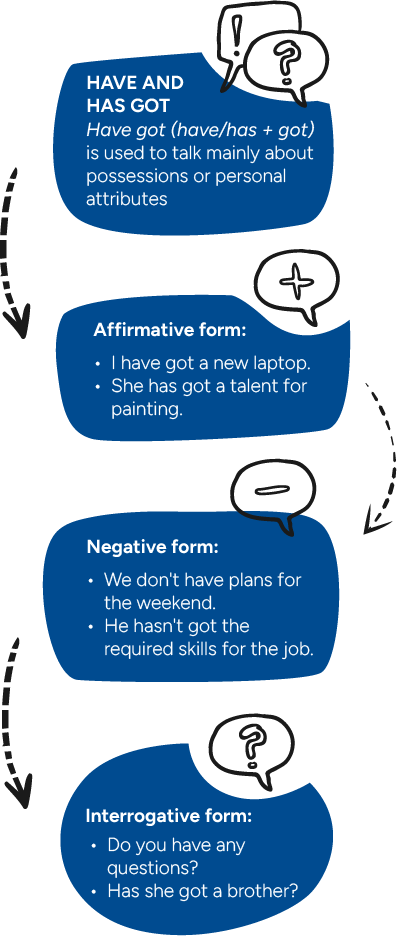 HAVE AND
HAS GOT
Have got (have/has + got)
is used to talk mainly about
possessions or personal
attributes
Affirmative form:
• I have got a new laptop.
• She has got a talent for
painting.
Negative form:
• We don't have plans for
the weekend.
• He hasn't got the
required skills for the job.
Interrogative form:
• Do you have any
questions?
• Has she got a brother?